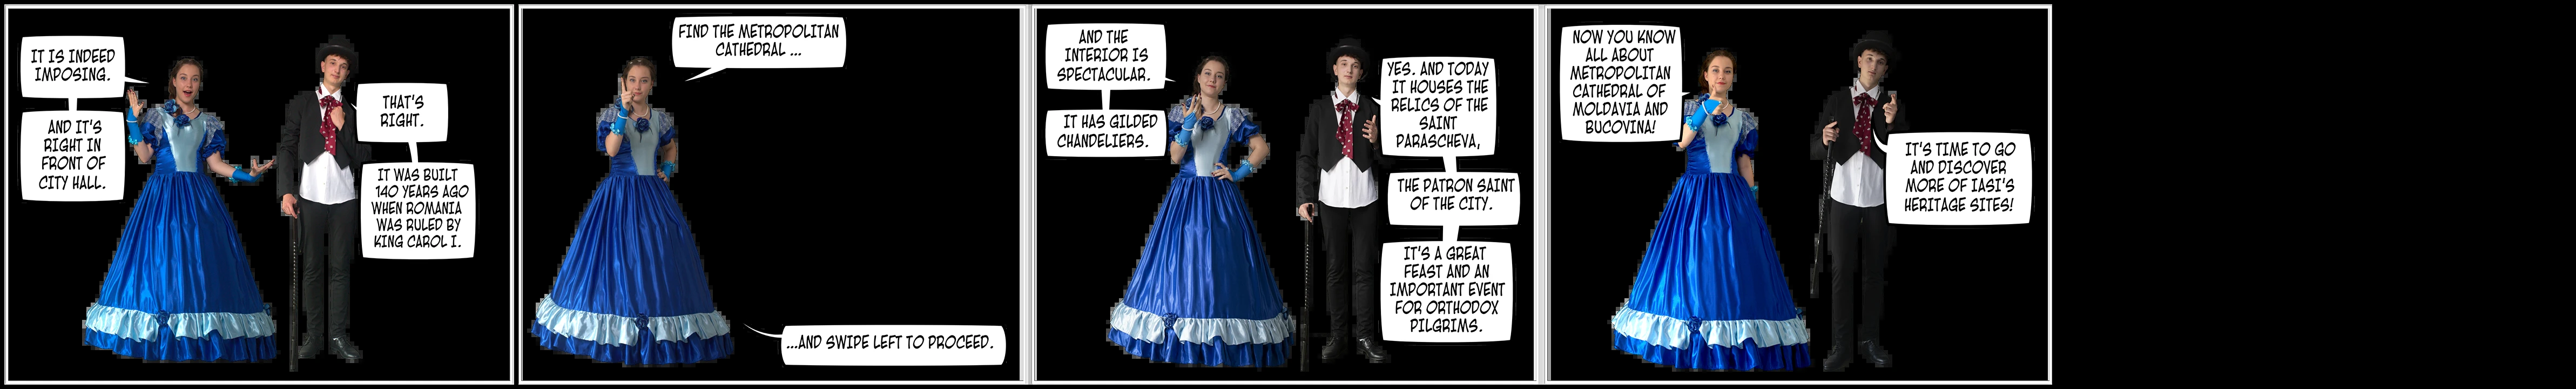 IT IS INDEED
IMPOSING.
AND IT'S
RIGHT IN
FRONT OF
CITY HALL.
THAT'S
RIGHT.
IT WAS BUILT
140 YEARS AGO
WHEN ROMANIA
WAS RULED BY
KING CAROL I.
FIND THE METROPOLITAN
CATHEDRAL ...
...AND SWIPE LEFT TO PROCEED.
AND THE
INTERIOR IS
SPECTACULAR.
IT HAS GILDED
CHANDELIERS.
YES. AND TODAY
IT HOUSES THE
RELICS OF THE
SAINT
PARASCHEVA,
THE PATRON SAINT
OF THE CITY.
IT'S A GREAT
FEAST AND AN
IMPORTANT EVENT
FOR ORTHODOX
PILGRIMS.
NOW YOU KNOW
ALL ABOUT
METROPOLITAN
CATHEDRAL OF
MOLDAVIA AND
BUCOVINA!
IT'S TIME TO GO
AND DISCOVER
MORE OF IASI'S
HERITAGE SITES!